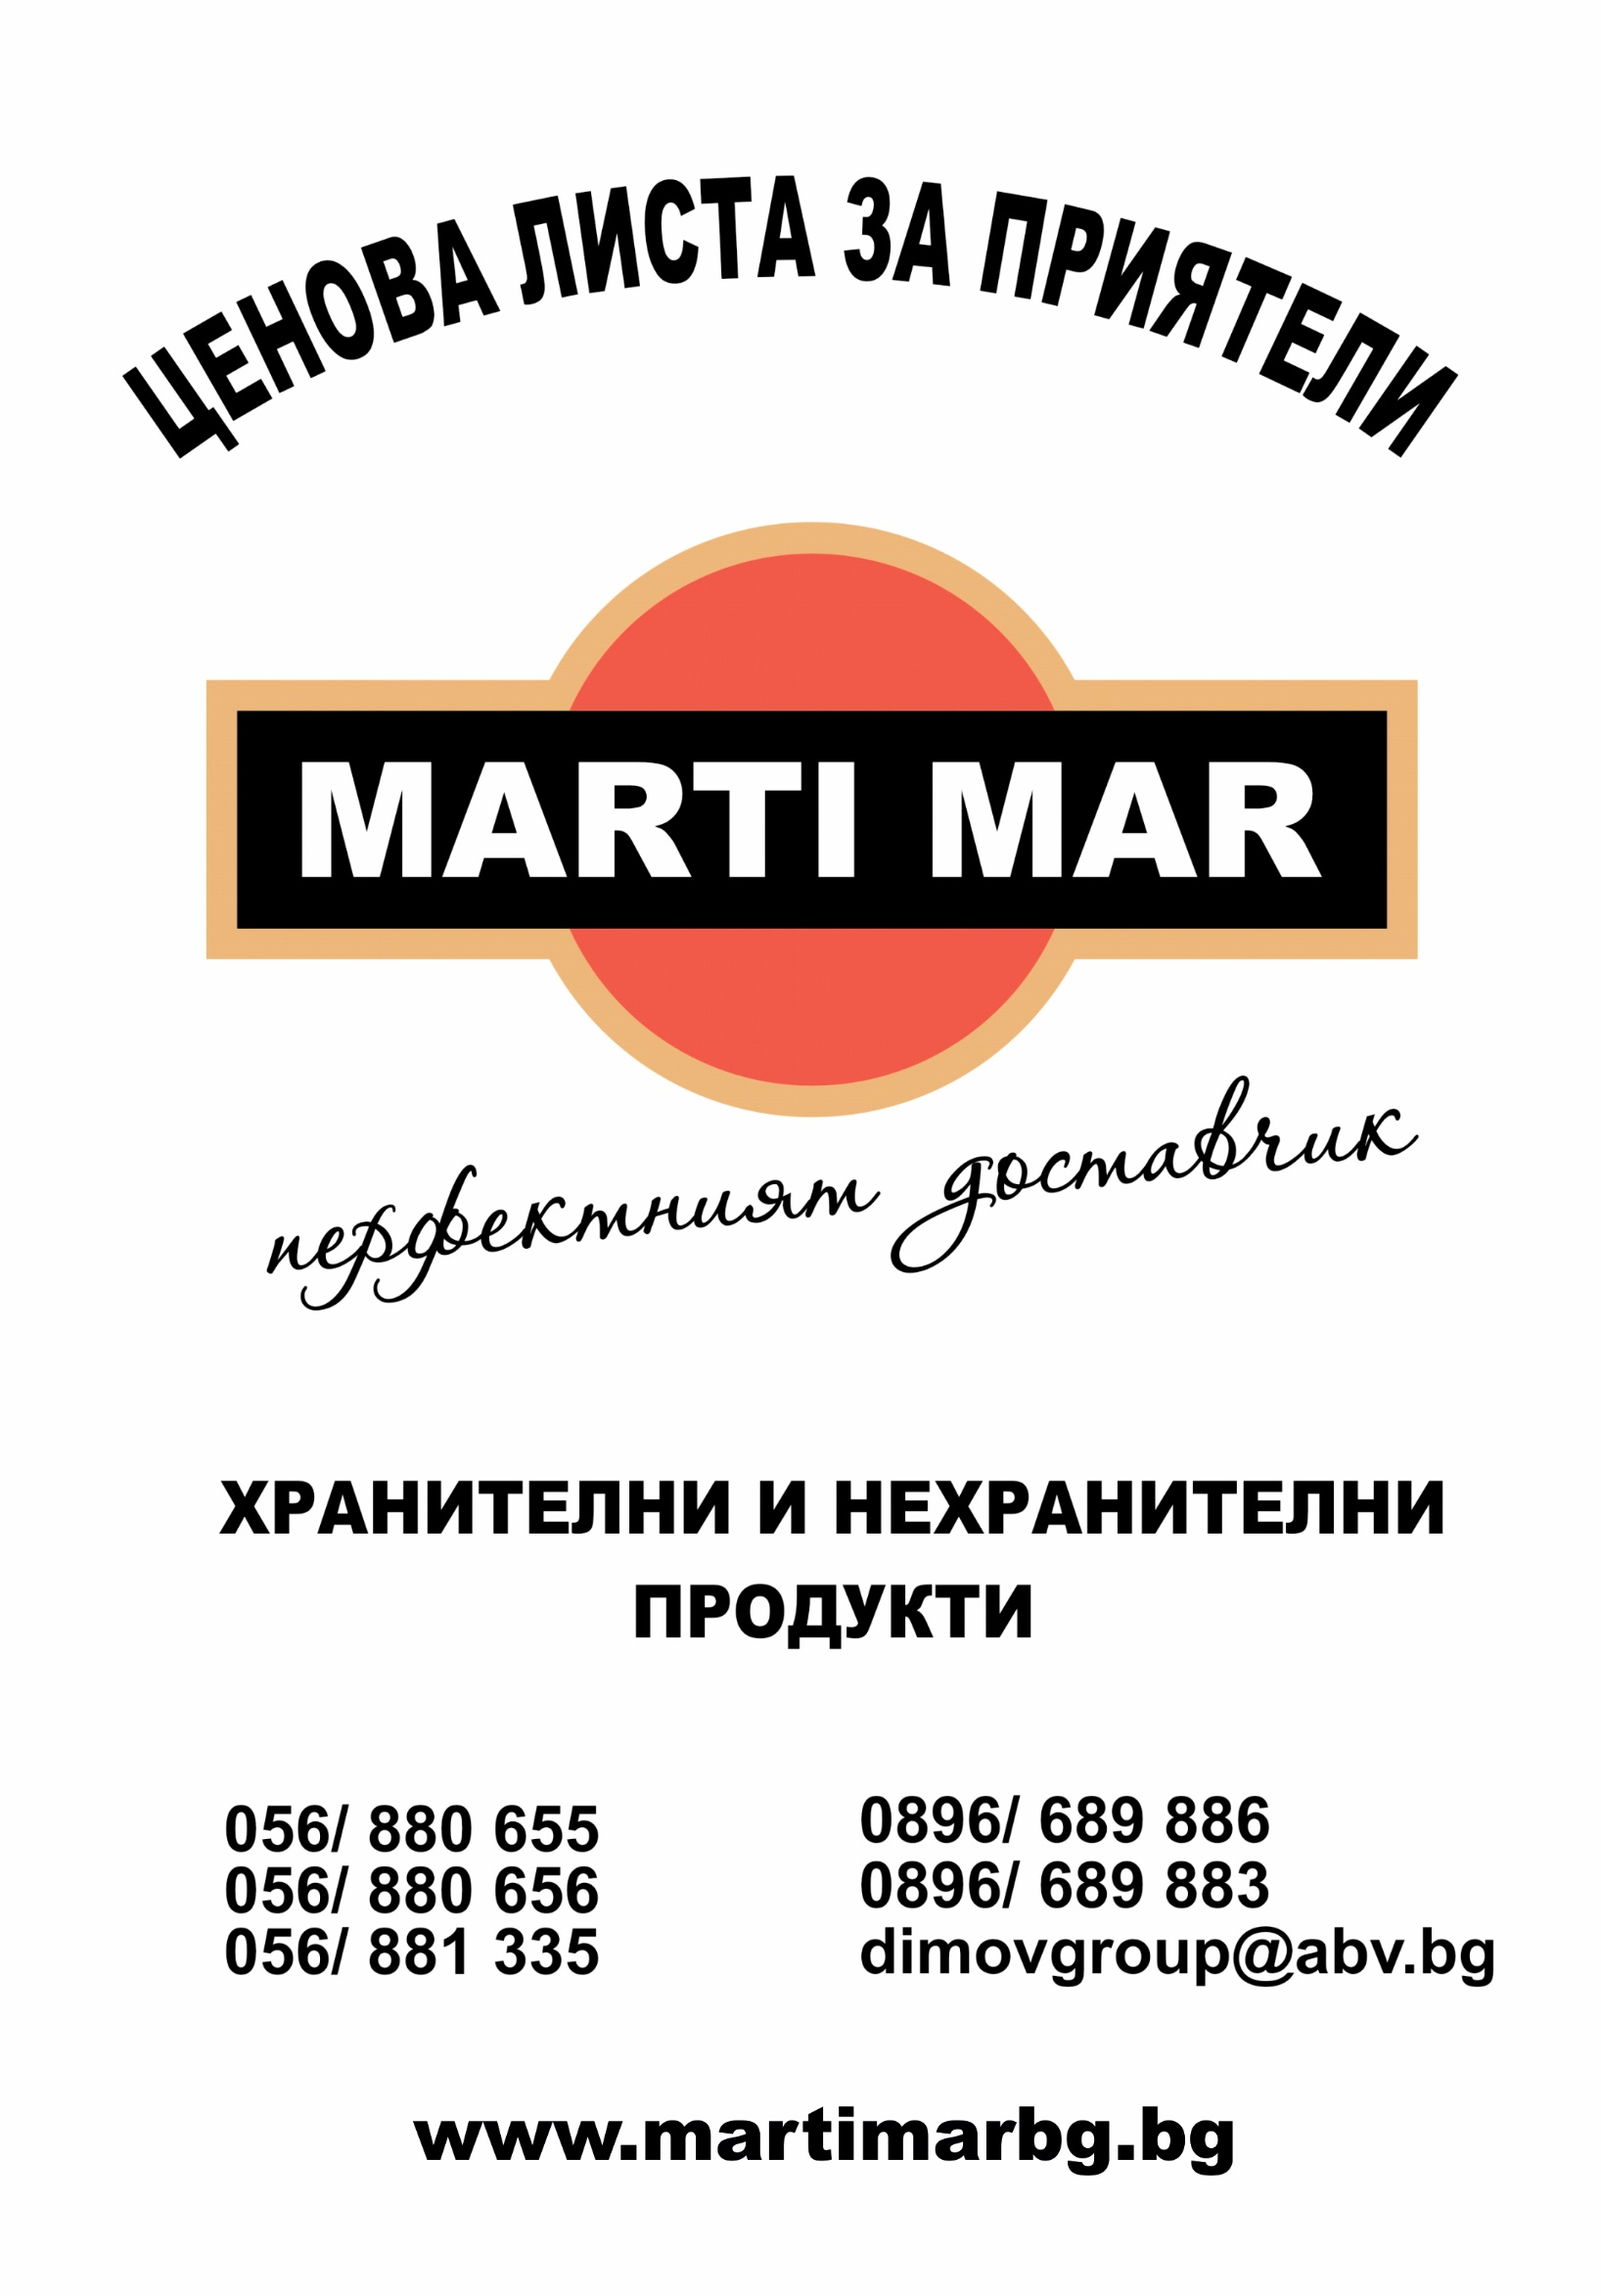 ЦЕНОВА ЛИСТА ЗА ПРИЯТЕЛИ
MARTI MAR
перфектният доставчик
ХРАНИТЕЛНИ И НЕХРАНИТЕЛНИ
ПРОДУКТИ
056/ 880 655
056/ 880 656
056/ 881 335
0896/ 689 886
0896/ 689 883
dimovgroup@abv.bg
www.martimarbg.bg